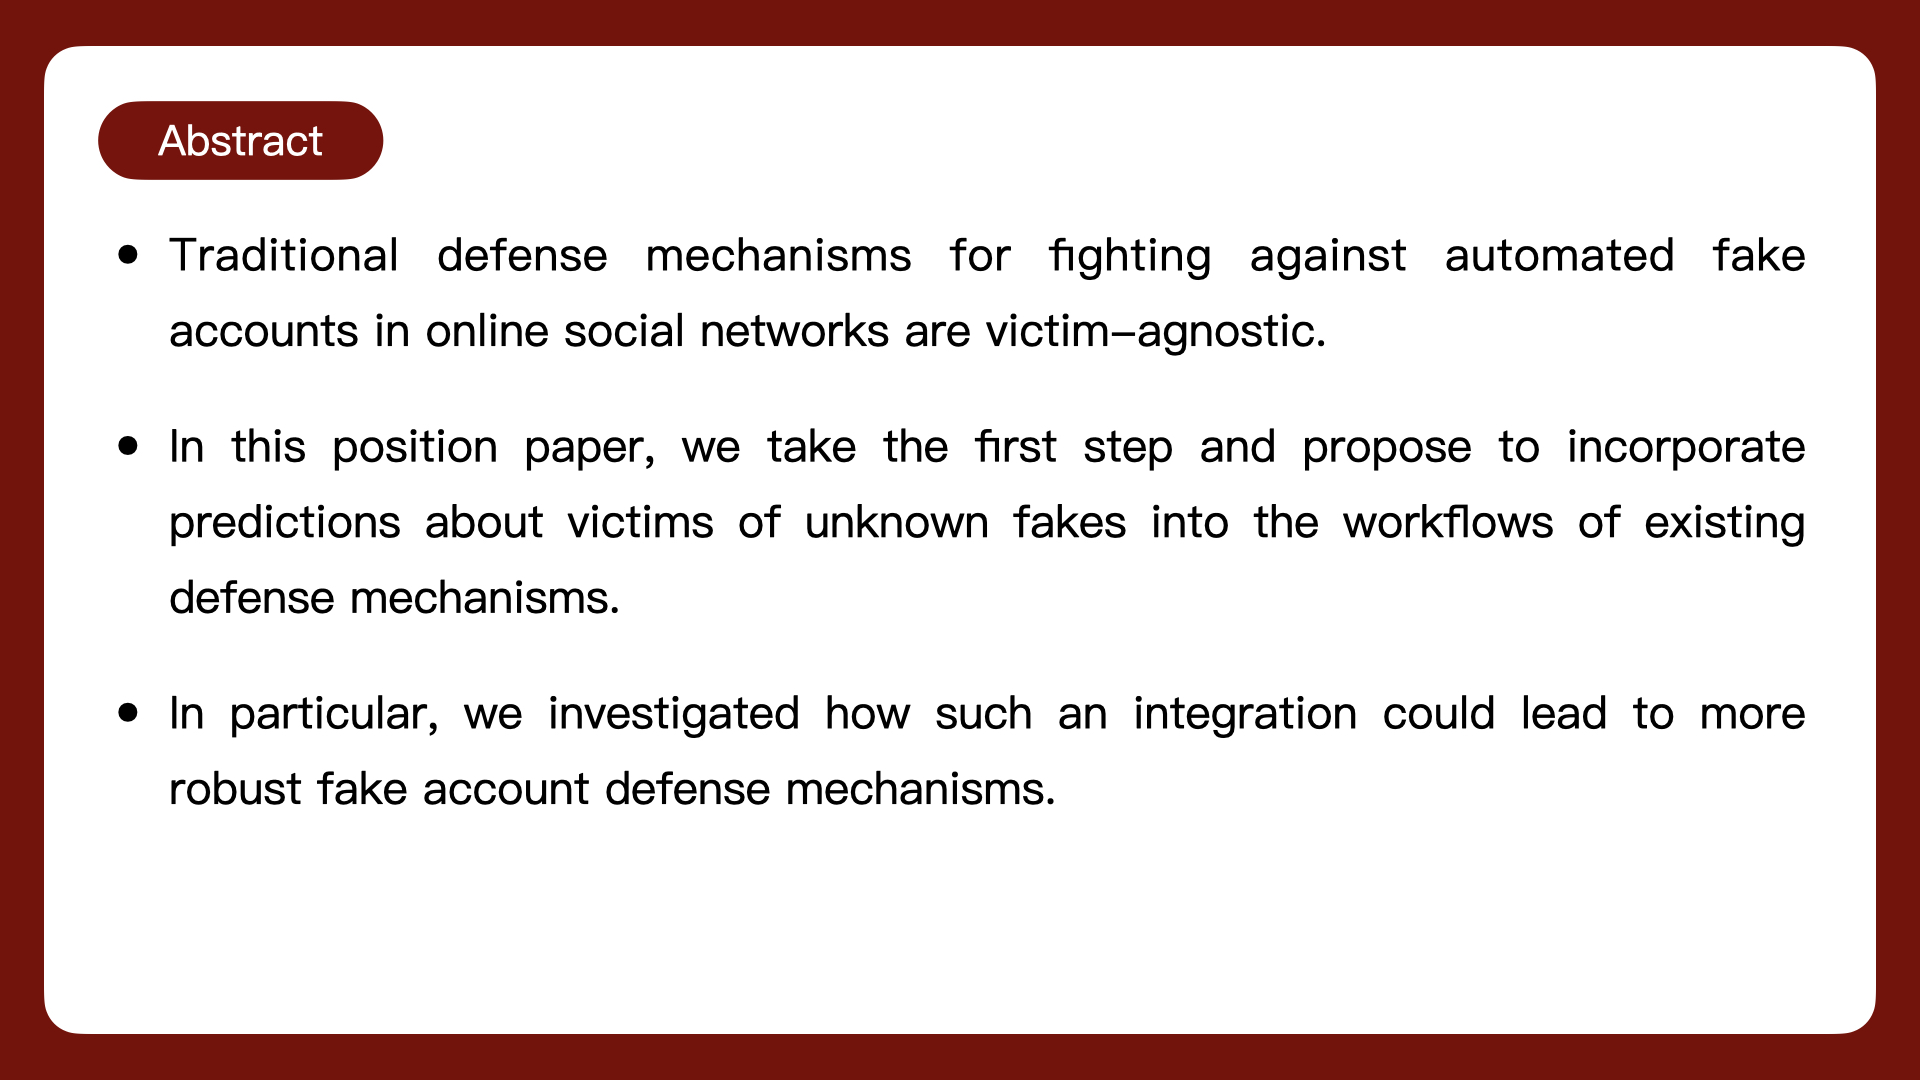 Abstract
• Traditional defense mechanisms for fighting against automated fake
accounts in online social networks are victim–agnostic.
• In this position paper, we take the first step and propose to incorporate
predictions about victims of unknown fakes into the workflows of existing
defense mechanisms.
• In particular, we investigated how such an integration could lead to more
robust fake account defense mechanisms.